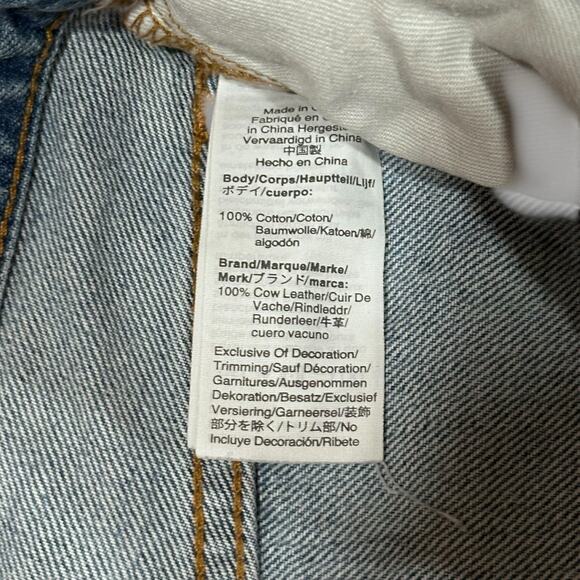 Made in
Fabriqué en
in China Hergeste
Vervaardigd in China
中国製
Hecho en China
Body/Corps/Hauptteil/Lijf/
ボデイ/cuerpo:
100% Cotton/Coton/
Baumwolle/Katoen/綿/
algodón
Brand/Marque/Marke/
Merk/ブランド/marca:
100% Cow Leather/Cuir De
Vache/Rindleddr/
Runderleer/牛革/
cuero vacuno
Exclusive Of Decoration/
Trimming/Sauf Décoration/
Garnitures/Ausgenommen
Dekoration/Besatz/Exclusief
Versiering/Garneersel/装飾
部分を除く/トリム部/No
Incluye Decoración/Ribete